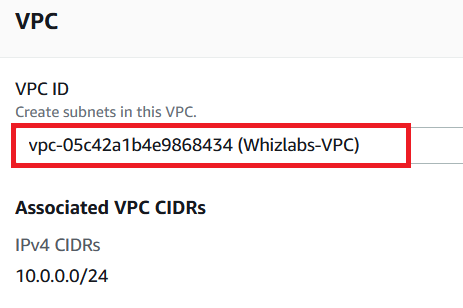 VPC
VPC ID
Create subnets in this VPC.
vpc-05c42a1b4e9868434 (Whizlabs-VPC)
Associated VPC CIDRs
IPv4 CIDRs
10.0.0.0/24